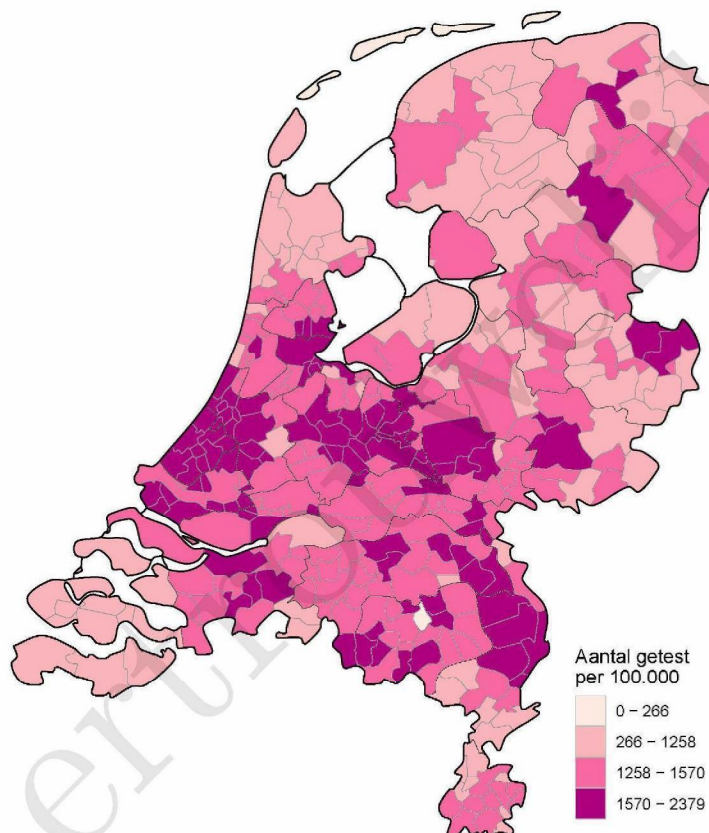 Aantal getest
per 100.000
0 – 266
266 – 1258
1258 – 1570
1570 – 2379